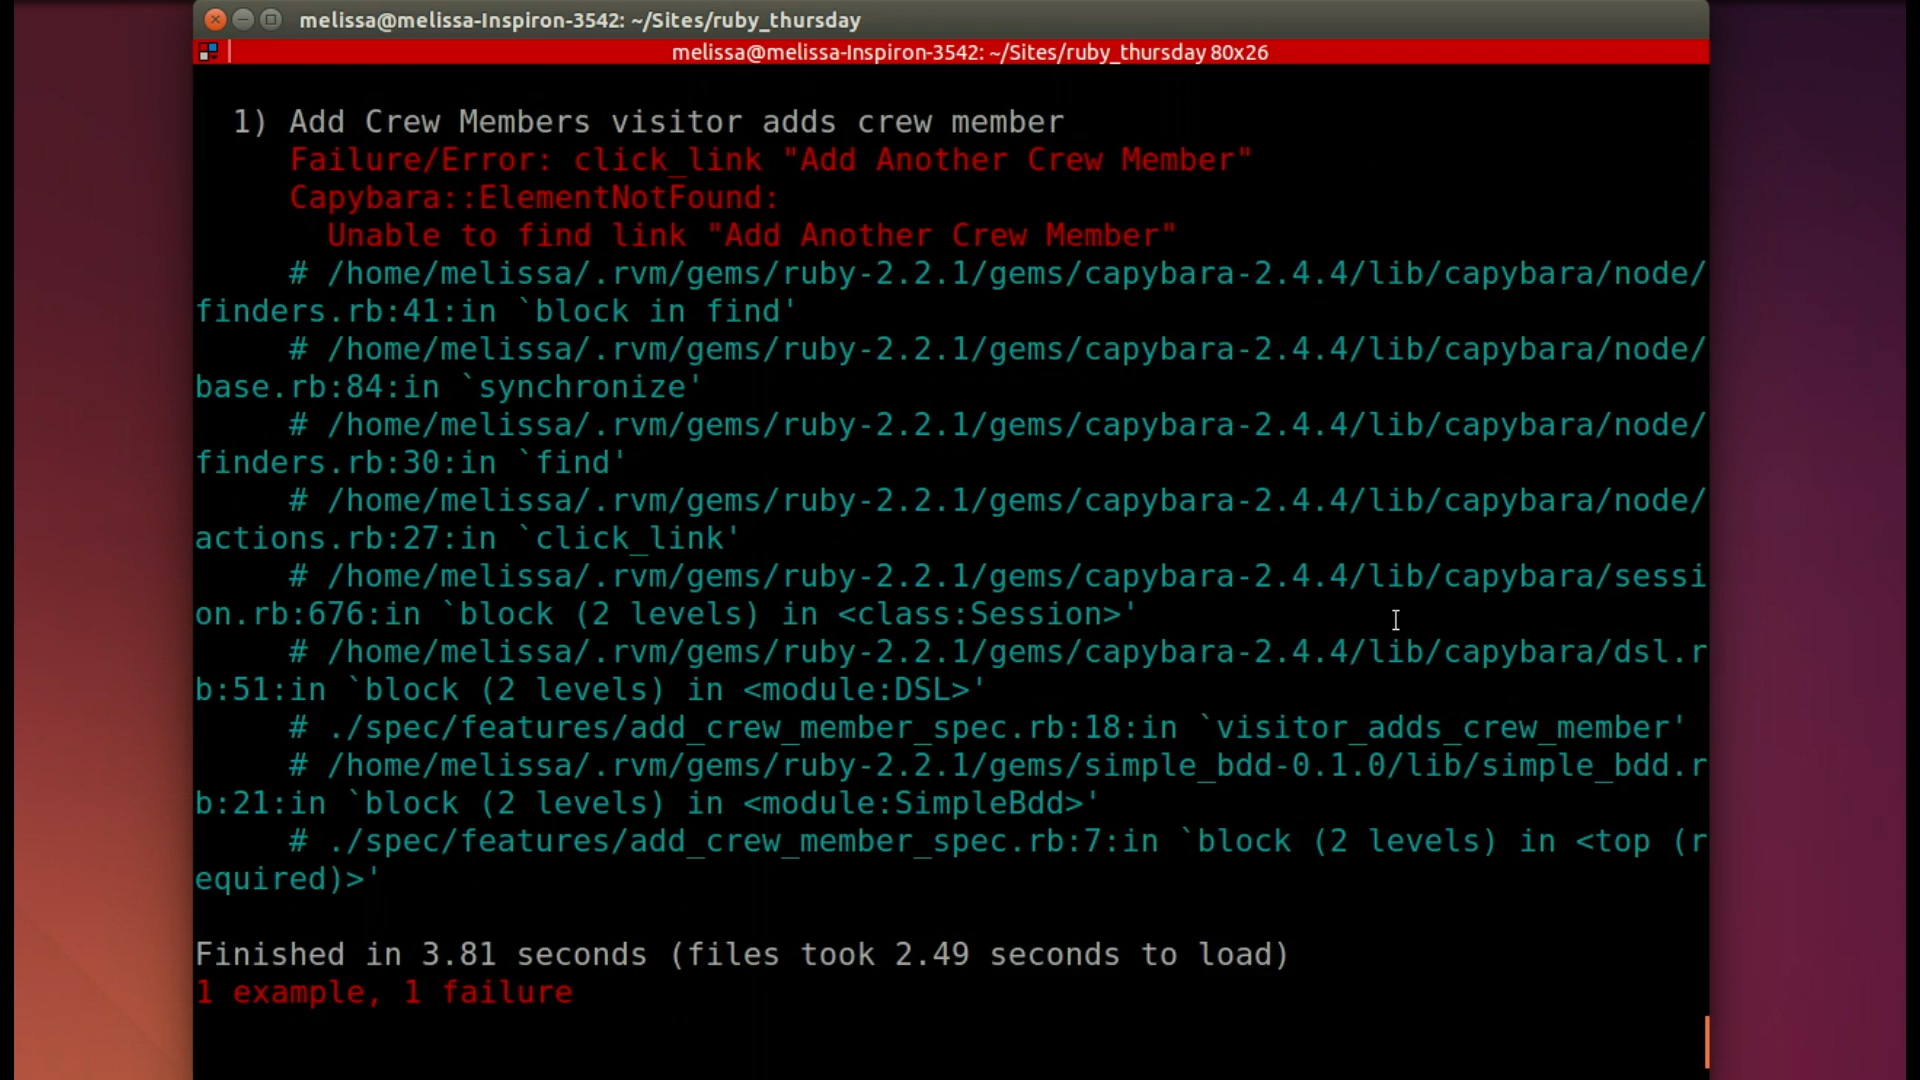 melissa@melissa-Inspiron-3542: ~/Sites/ruby_thursday
melissa@melissa-Inspiron-3542: ~/Sites/ruby_thursday 80x26
1) Add Crew Members visitor adds crew member
Failure/Error: click_link "Add Another Crew Member"
Capybara::ElementNotFound:
Unable to find link "Add Another Crew Member"
# /home/melissa/.rvm/gems/ruby-2.2.1/gems/capybara-2.4.4/lib/capybara/node/
finders.rb:41:in `block in find'
# /home/melissa/.rvm/gems/ruby-2.2.1/gems/capybara-2.4.4/lib/capybara/node/
base.rb:84:in `synchronize'
# /home/melissa/.rvm/gems/ruby-2.2.1/gems/capybara-2.4.4/lib/capybara/node/
finders.rb:30:in `find'
# /home/melissa/.rvm/gems/ruby-2.2.1/gems/capybara-2.4.4/lib/capybara/node/
actions.rb:27:in `click_link'
# /home/melissa/.rvm/gems/ruby-2.2.1/gems/capybara-2.4.4/lib/capybara/sessi
on.rb:676:in `block (2 levels) in <class:Session>'
# /home/melissa/.rvm/gems/ruby-2.2.1/gems/capybara-2.4.4/lib/capybara/dsl.r
b:51:in `block (2 levels) in <module:DSL>'
# ./spec/features/add_crew_member_spec.rb:18:in `visitor_adds_crew_member'
# /home/melissa/.rvm/gems/ruby-2.2.1/gems/simple_bdd-0.1.0/lib/simple_bdd.r
b:21:in `block (2 levels) in <module:SimpleBdd>'
# ./spec/features/add_crew_member_spec.rb:7:in `block (2 levels) in <top (r
equired)>'
Finished in 3.81 seconds (files took 2.49 seconds to load)
1 example, 1 failure